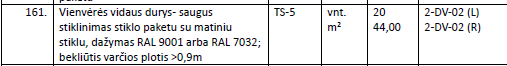 161. Vienvėrės vidaus durys- saugus TS-5 vnt. 20 2-DV-02 (L)
stiklinimas stiklo paketu su matiniu m² 44,00 2-DV-02 (R)
stiklu, dažymas RAL 9001 arba RAL 7032;
bekliūtis varčios plotis >0,9m